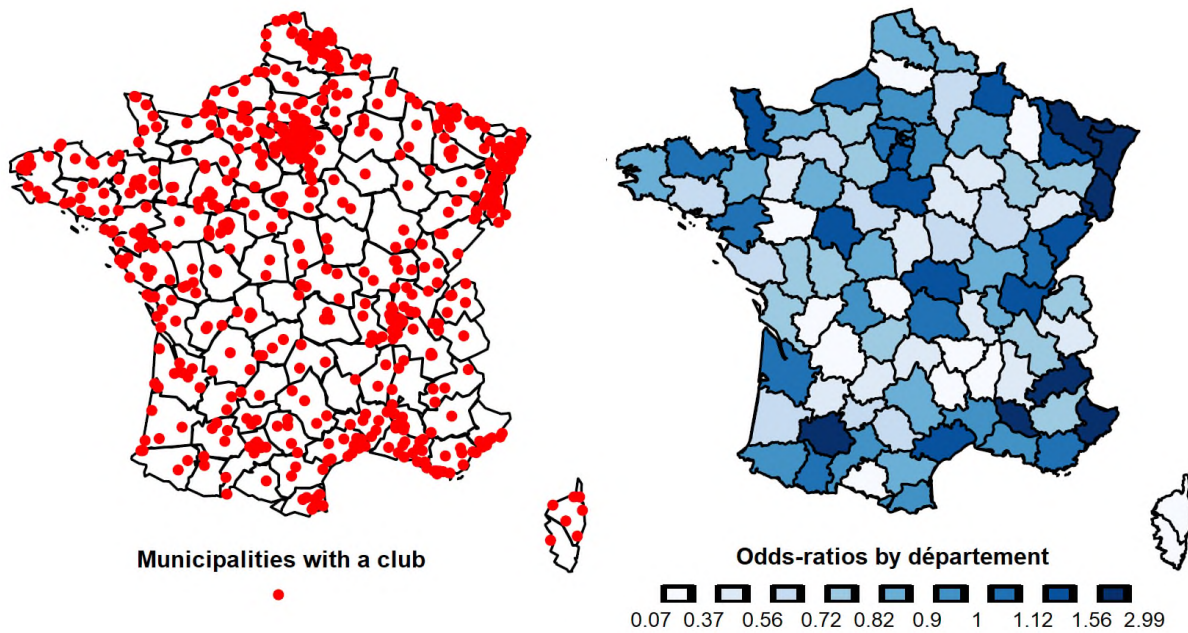 Municipalities with a club
Odds-ratios by département
0.07 0.37 0.56 0.72 0.82 0.9 1 1.12 1.56 2.99